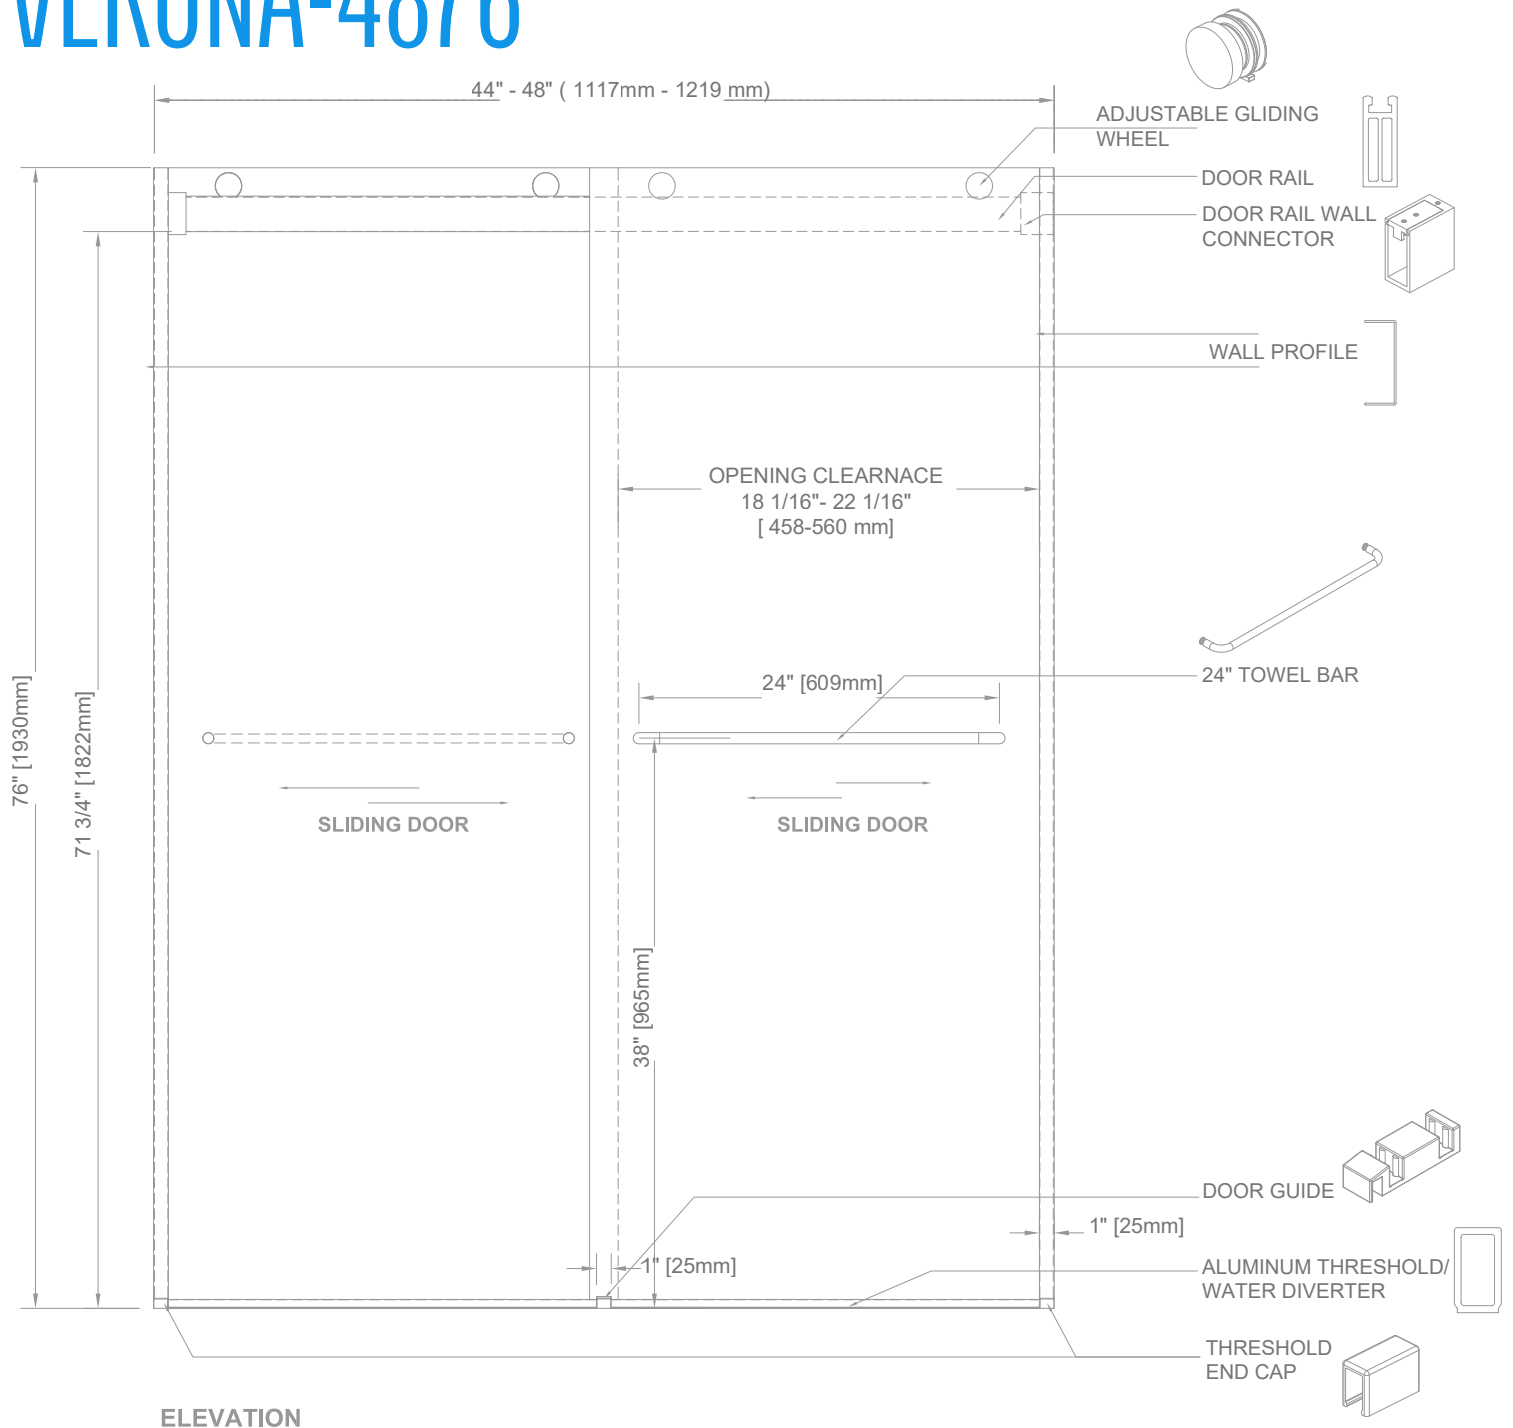 VERONA-4876
44" - 48" ( 1117mm - 1219 mm)
ADJUSTABLE GLIDING
WHEEL
DOOR RAIL
DOOR RAIL WALL
CONNECTOR
WALL PROFILE
OPENING CLEARNACE
18 1/16"- 22 1/16"
[ 458-560 mm]
24" [609mm]
24" TOWEL BAR
76" [1930mm]
71 3/4" [1822mm]
SLIDING DOOR
SLIDING DOOR
38" [965mm]
DOOR GUIDE
1" [25mm]
1" [25mm]
ALUMINUM THRESHOLD/
WATER DIVERTER
THRESHOLD
END CAP
ELEVATION